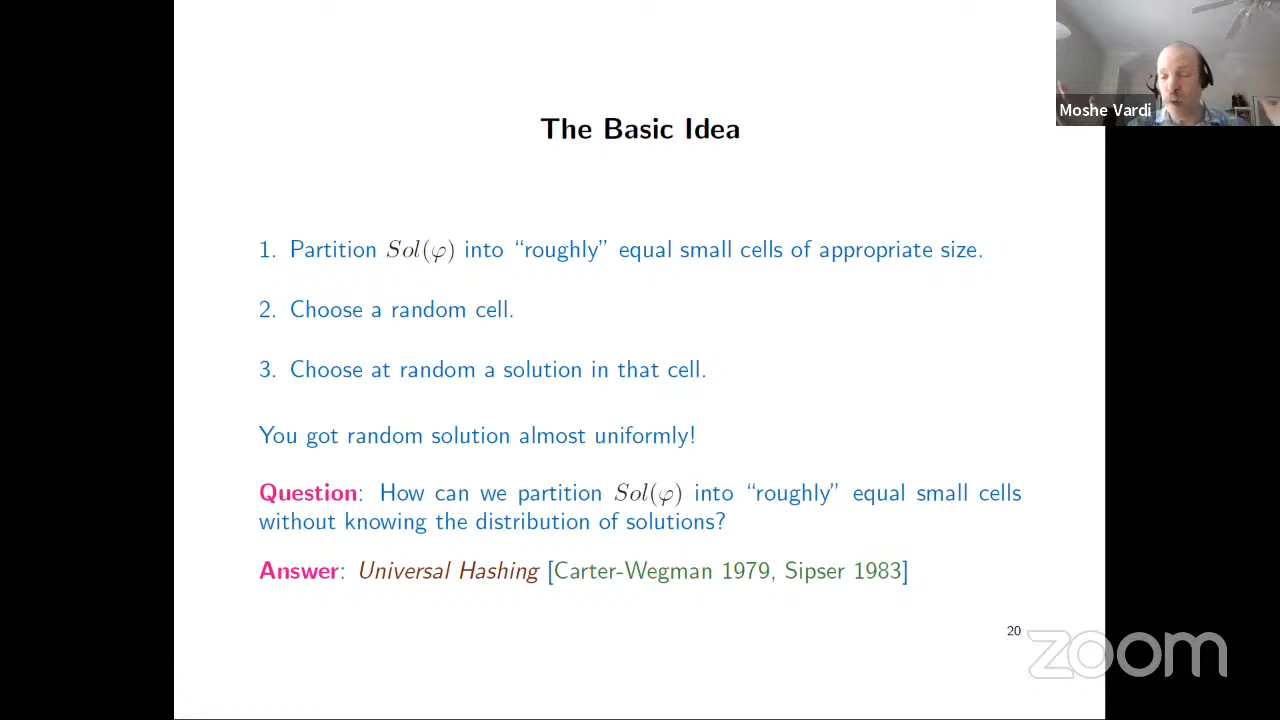 Moshe Vardi
The Basic Idea
1. Partition Sol(φ) into “roughly” equal small cells of appropriate size.
2. Choose a random cell.
3. Choose at random a solution in that cell.
You got random solution almost uniformly!
Question: How can we partition Sol(φ) into “roughly” equal small cells
without knowing the distribution of solutions?
Answer: Universal Hashing [Carter-Wegman 1979, Sipser 1983]
20
zoom